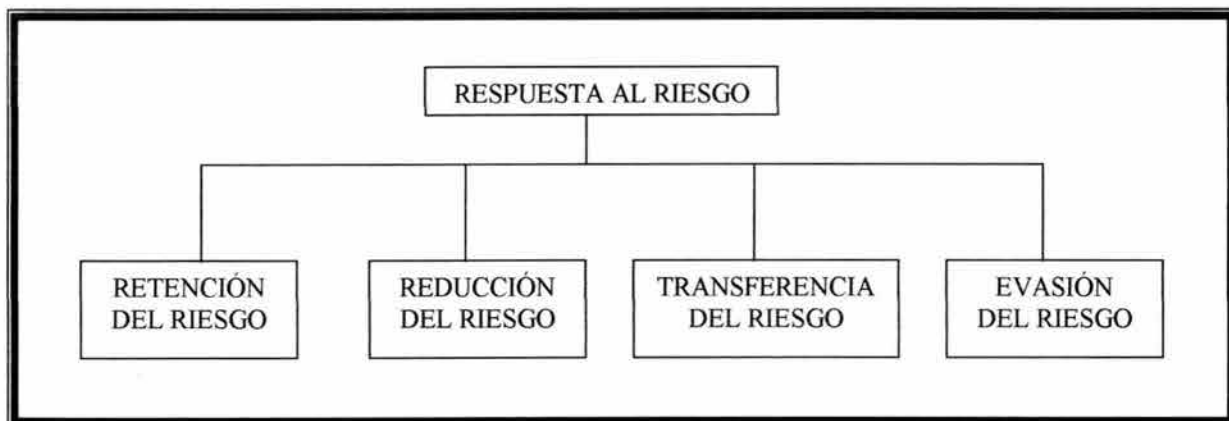 RESPUESTA AL RIESGO
RETENCIÓN
DEL RIESGO
REDUCCIÓN
DEL RIESGO
TRANSFERENCIA
DEL RIESGO
EVASIÓN
DEL RIESGO